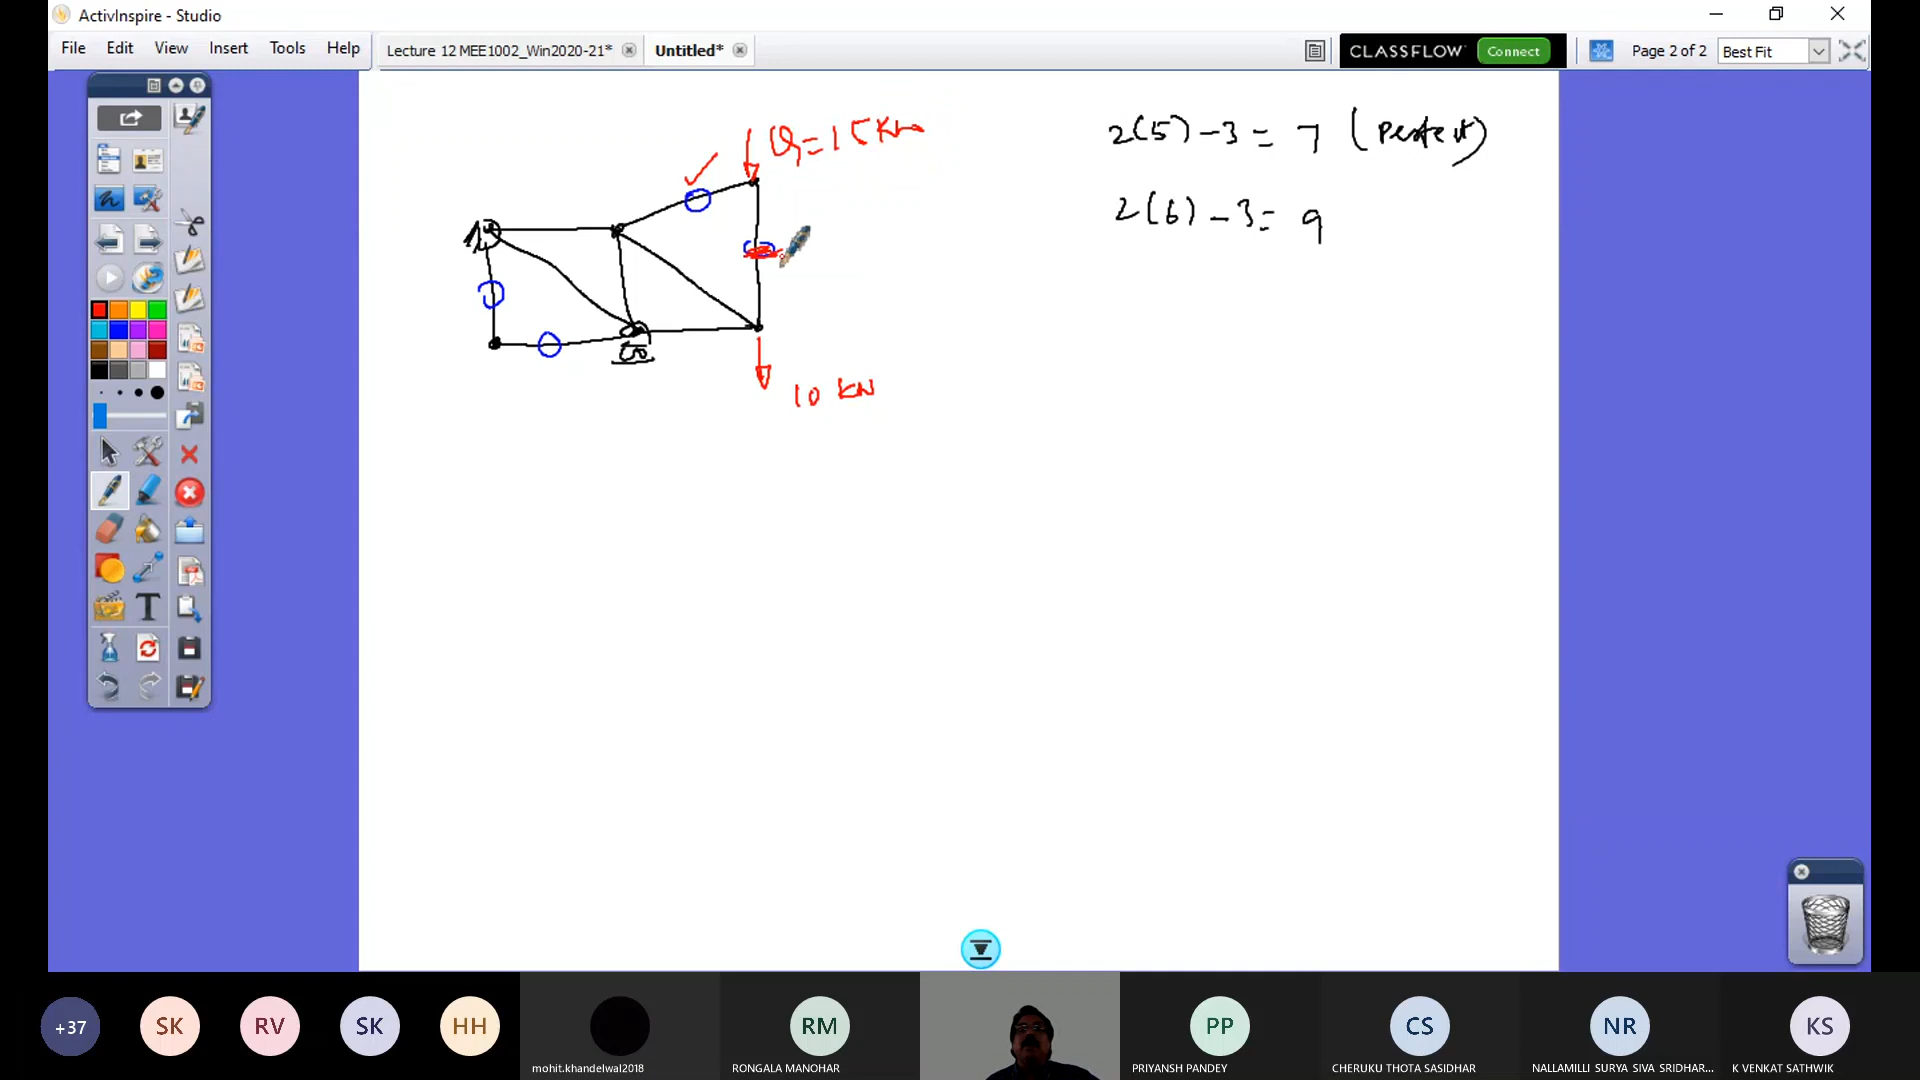 ActivInspire - Studio
File Edit View Insert Tools Help
Lecture 12 MEE1002_Win2020-21*
Untitled*
CLASSFLOW
Connect
Page 2 of 2
Best Fit
= 15 KN
2(5) - 3 = 7 (Perfect)
2(6) - 3 = 9
10 KN
T
+37
SK
RV
SK
HH
RM
PP
CS
NR
KS
mohit.khandelwal2018
RONGALA MANOHAR
PRIYANSH PANDEY
CHERUKU THOTA SASIDHAR
NALLAMILLI SURYA SIVA SRIDHAR...
K VENKAT SATHWIK